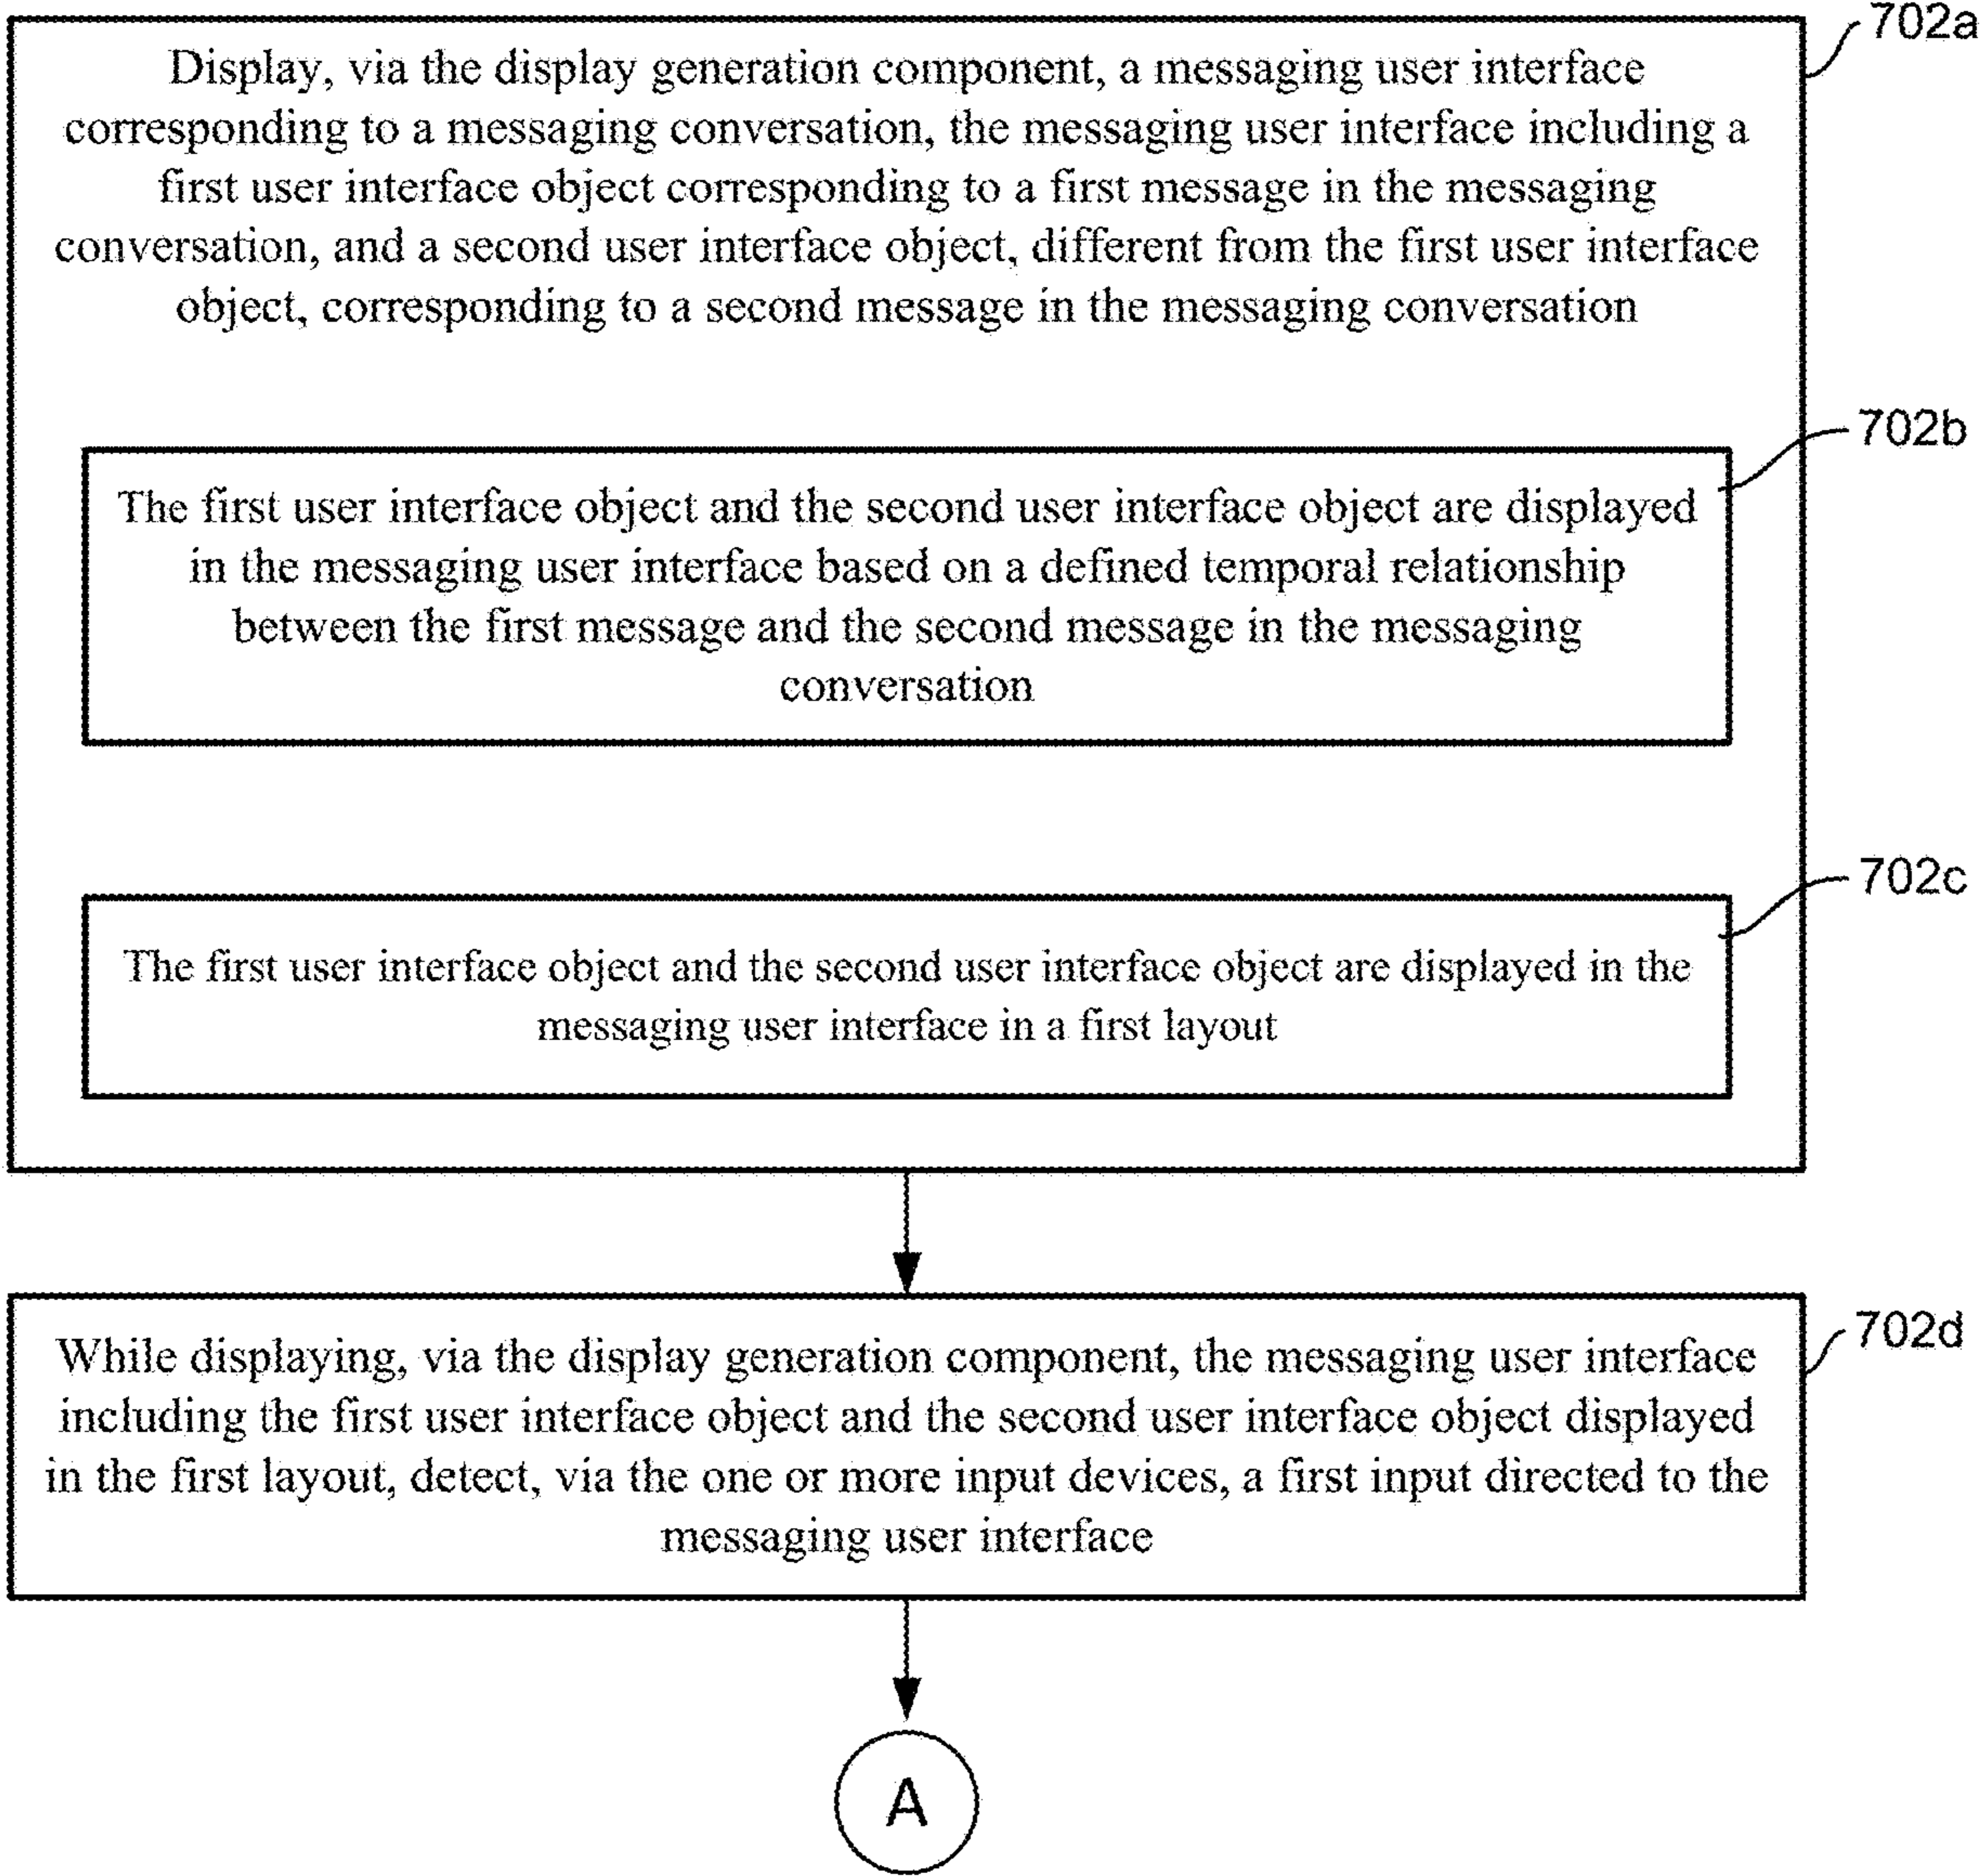 702a
Display, via the display generation component, a messaging user interface
corresponding to a messaging conversation, the messaging user interface including a
first user interface object corresponding to a first message in the messaging
conversation, and a second user interface object, different from the first user interface
object, corresponding to a second message in the messaging conversation
702b
The first user interface object and the second user interface object are displayed
in the messaging user interface based on a defined temporal relationship
between the first message and the second message in the messaging
conversation
702c
The first user interface object and the second user interface object are displayed in the
messaging user interface in a first layout
702d
While displaying, via the display generation component, the messaging user interface
including the first user interface object and the second user interface object displayed
in the first layout, detect, via the one or more input devices, a first input directed to the
messaging user interface
A